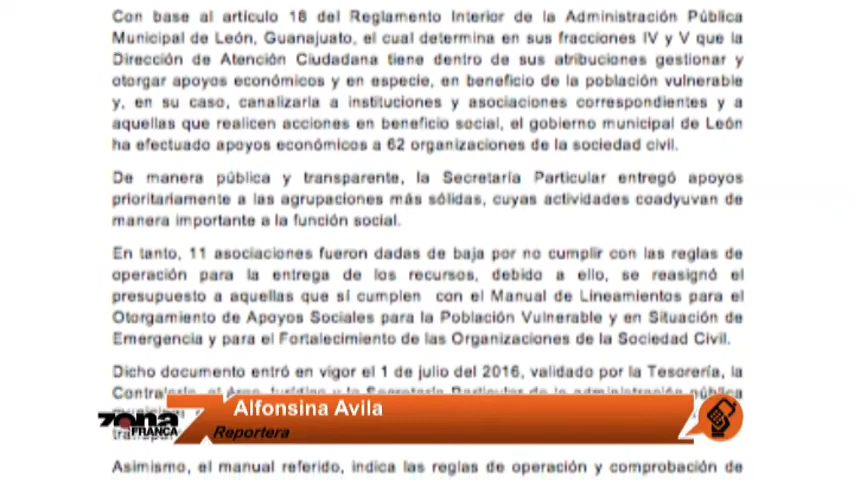 Con base al artículo 18 del Reglamento Interior de la Administración Pública
Municipal de León, Guanajuato, el cual determina en sus fracciones IV y V que la
Dirección de Atención Ciudadana tiene dentro de sus atribuciones gestionar y
otorgar apoyos económicos y en especie, en beneficio de la población vulnerable
y, en su caso, canalizarla a instituciones y asociaciones correspondientes y a
aquellas que realicen acciones en beneficio social, el gobierno municipal de León
ha efectuado apoyos económicos a 62 organizaciones de la sociedad civil.
De manera pública y transparente, la Secretaría Particular entregó apoyos
prioritariamente a las agrupaciones más sólidas, cuyas actividades coadyuvan de
manera importante a la función social.
En tanto, 11 asociaciones fueron dadas de baja por no cumplir con las reglas de
operación para la entrega de los recursos, debido a ello, se reasignó el
presupuesto a aquellas que sí cumplen con el Manual de Lineamientos para el
Otorgamiento de Apoyos Sociales para la Población Vulnerable y en Situación de
Emergencia y para el Fortalecimiento de las Organizaciones de la Sociedad Civil.
Dicho documento entró en vigor el 1 de julio del 2016, validado por la Tesorería, la
pública
Alfonsina Avila
Reportera
zona
FRANCA
Asimismo, el manual referido, indica las reglas de operación y comprobación de